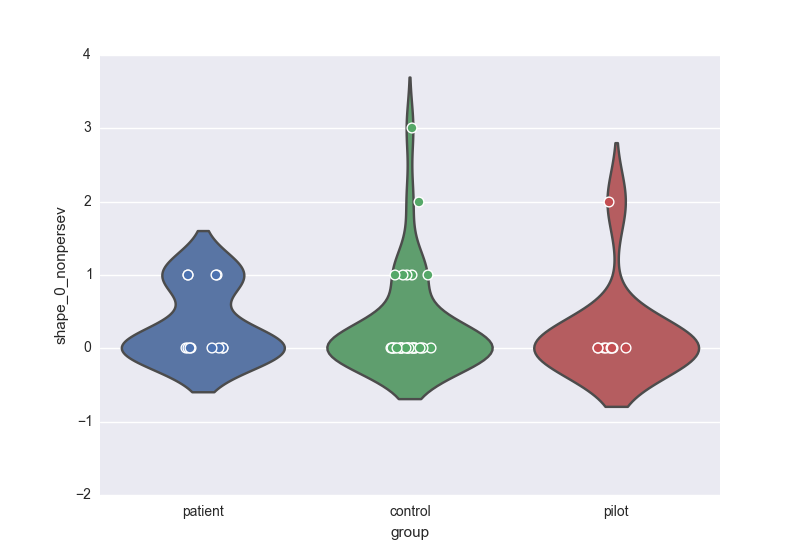 4
3
2
1
0
−1
−2
shape_0_nonpersev
patient control pilot
group